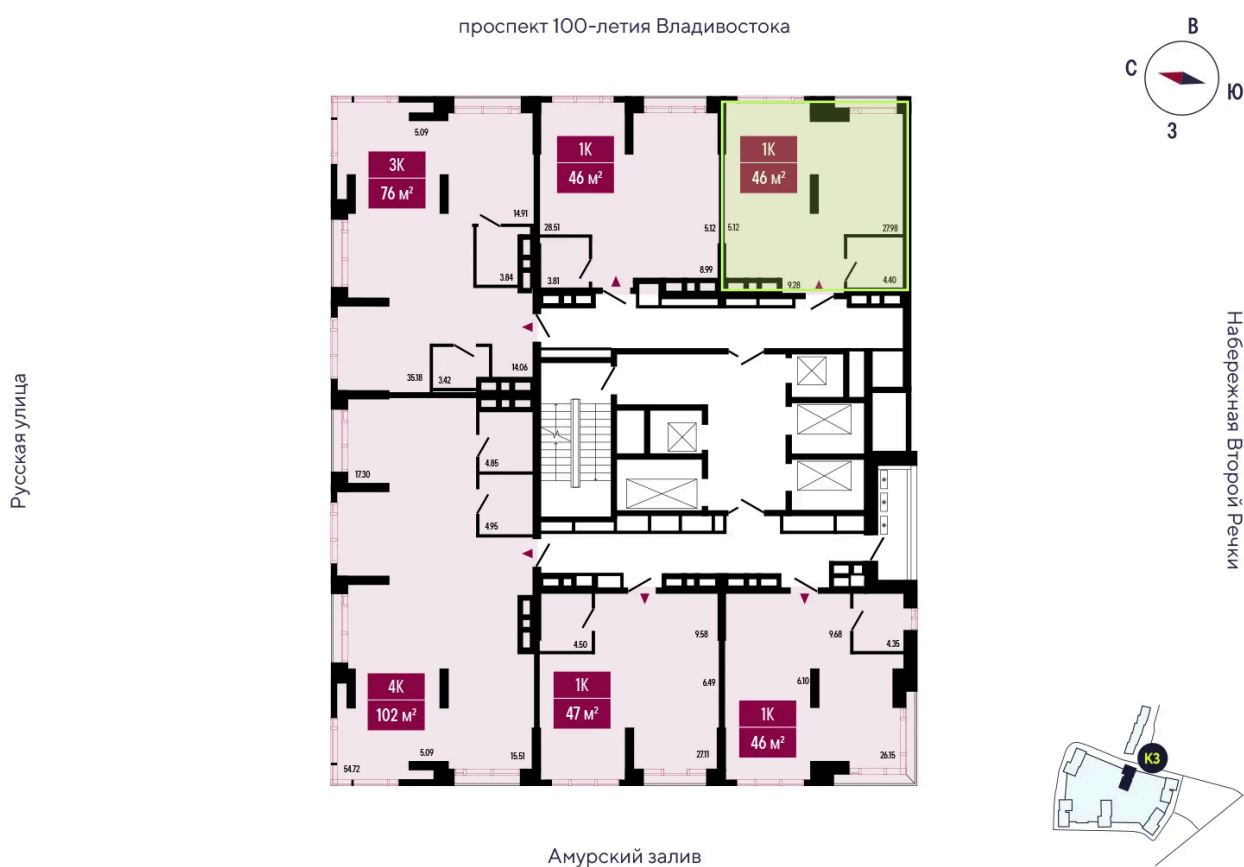 проспект 100-летия Владивостока
В
С
Ю
З
5.09
3К
76 м²
14.91
3.84
35.18
3.42
14.06
1К
46 м²
28.51
5.12
3.81
8.99
1К
46 м²
5.12
27.98
9.28
4.40
Русская улица
Набережная Второй Речки
17.30
4.85
4.95
4К
102 м²
5.09
54.72
15.51
4.50
9.58
1К
47 м²
6.49
27.11
9.68
4.35
6.10
1К
46 м²
26.15
К3
Амурский залив